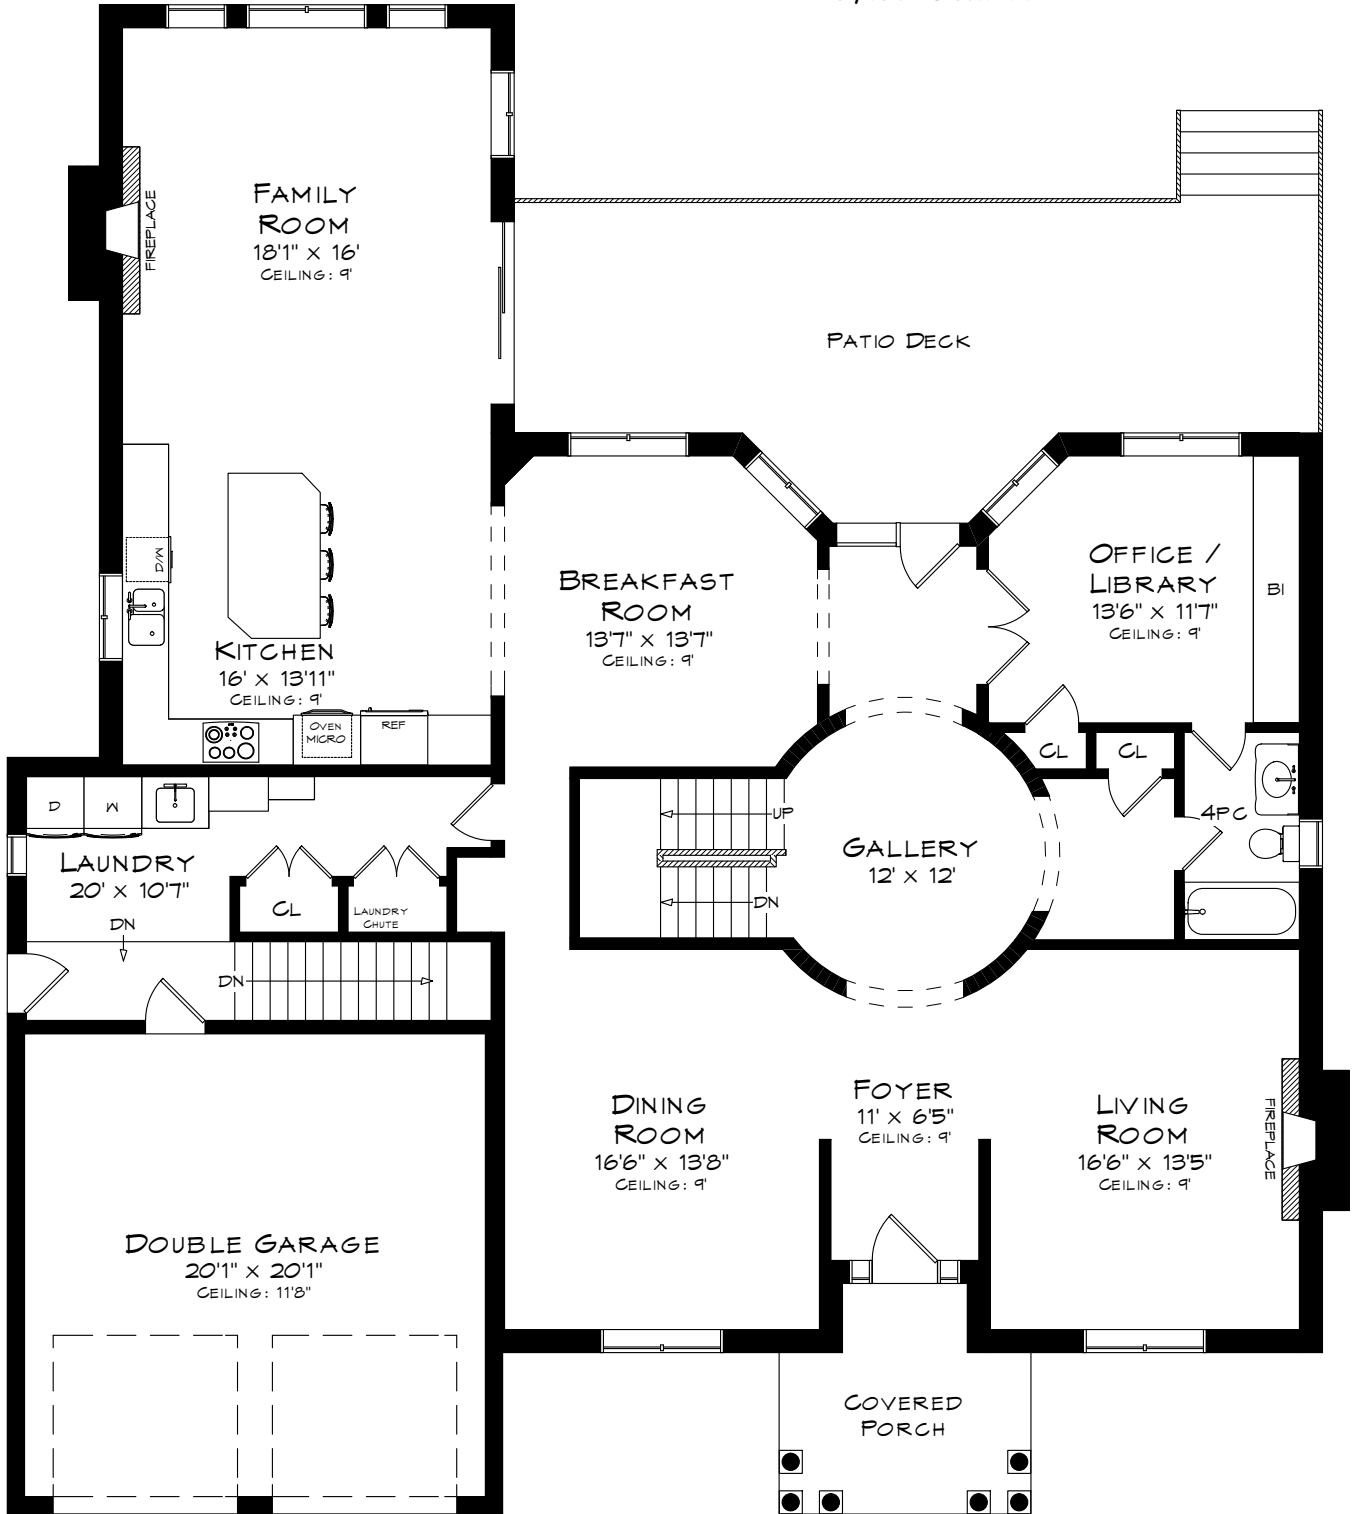 FAMILY
ROOM
18'1" X 16'
CEILING: 9'
FIREPLACE
PATIO DECK
D/W
KITCHEN
16' X 13'11"
CEILING: 9'
OVEN
MICRO
REF
BREAKFAST
ROOM
13'7" X 13'7"
CEILING: 9'
OFFICE /
LIBRARY
13'6" X 11'7"
CEILING: 9'
BI
CL
CL
4PC
D
W
LAUNDRY
20' X 10'7"
DN
CL
LAUNDRY
CHUTE
DN
UP
DN
GALLERY
12' X 12'
DINING
ROOM
16'6" X 13'8"
CEILING: 9'
FOYER
11' X 6'5"
CEILING: 9'
LIVING
ROOM
16'6" X 13'5"
CEILING: 9'
FIREPLACE
DOUBLE GARAGE
20'1" X 20'1"
CEILING: 11'8"
COVERED
PORCH